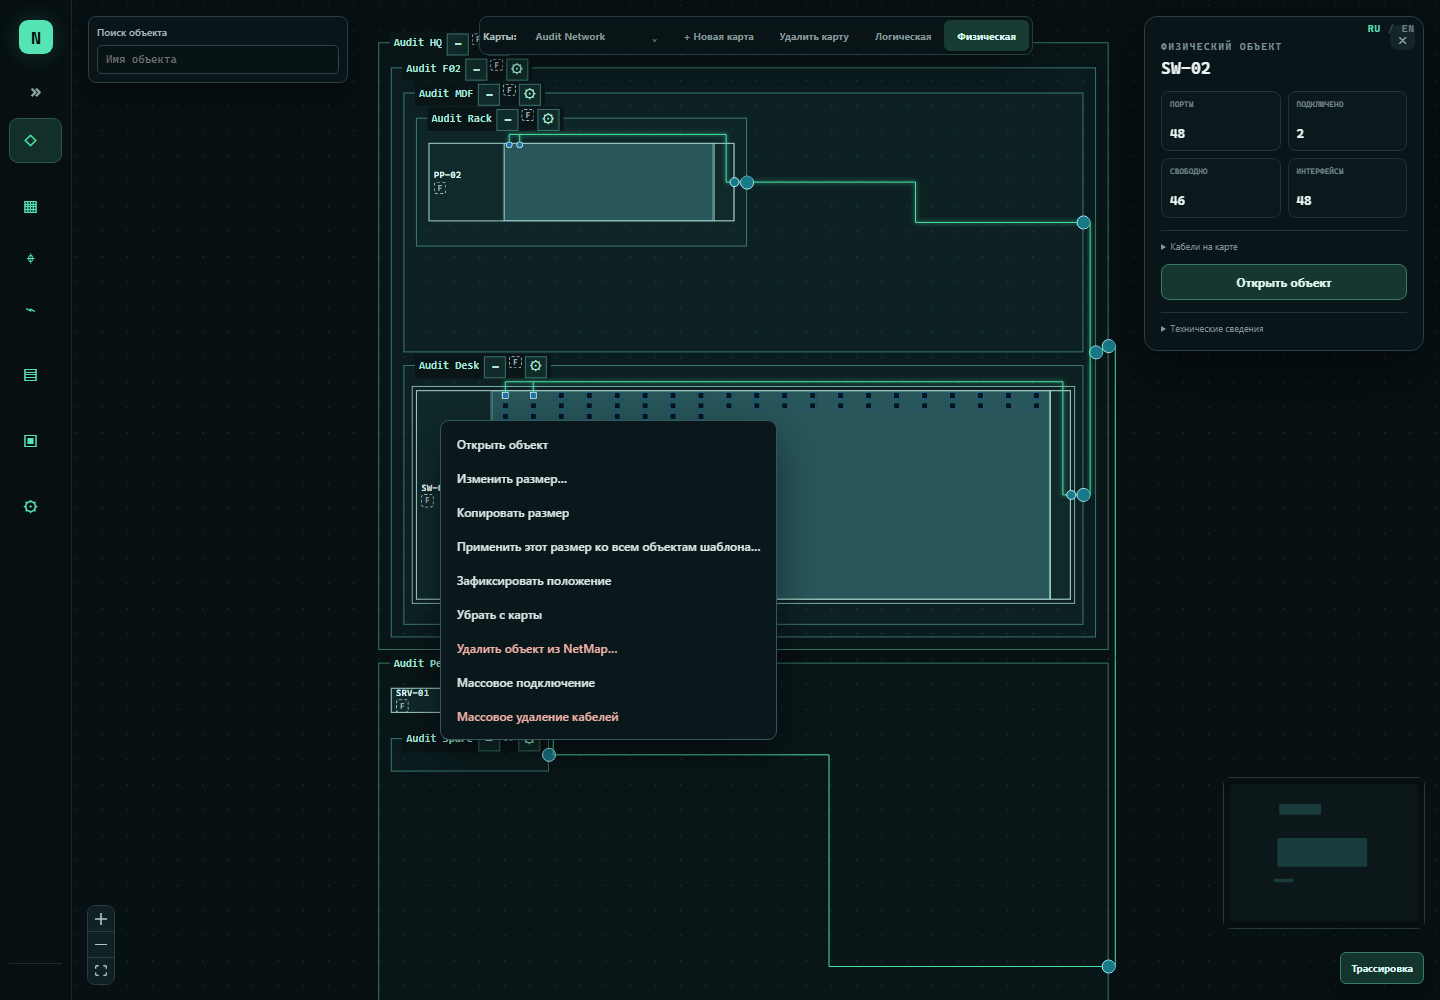 N
»
Поиск объекта
Имя объекта
Карты:
Audit Network
+ Новая карта
Удалить карту
Логическая
Физическая
RU / EN
ФИЗИЧЕСКИЙ ОБЪЕКТ
SW-02
ПОРТЫ
48
ПОДКЛЮЧЕНО
2
СВОБОДНО
46
ИНТЕРФЕЙСЫ
48
Кабели на карте
Открыть объект
Технические сведения
Audit HQ
Audit F02
F
Audit MDF
F
Audit Rack
F
PP-02
F
Audit Desk
F
F
Открыть объект
Изменить размер...
Копировать размер
Применить этот размер ко всем объектам шаблона...
Зафиксировать положение
Убрать с карты
Удалить объект из NetMap...
Массовое подключение
Массовое удаление кабелей
SRV-01
F
Audit
Трассировка